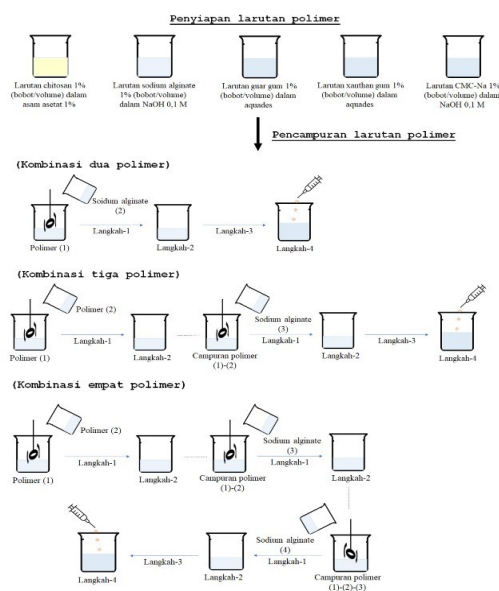 Penyiapan larutan polimer
Larutan chitosan 1%
(bobot/volume) dalam
asam asetat 1%
Larutan sodium alginate
1% (bobot/volume)
dalam NaOH 0,1 M
Larutan guar gum 1%
(bobot/volume) dalam
aquades
Larutan xanthan gum 1%
(bobot/volume) dalam
aquades
Larutan CMC-Na 1%
(bobot/volume) dalam
NaOH 0,1 M
Pencampuran larutan polimer
(Kombinasi dua polimer)
Soidum alginate
(2)
Langkah-1
Langkah-3
Polimer (1)
Langkah-2
Langkah-4
(Kombinasi tiga polimer)
Polimer (2)
Sodium alginate
(3)
Langkah-1
Langkah-1
Langkah-3
Polimer (1)
Langkah-2
Campuran polimer
(1)-(2)
Langkah-2
Langkah-4
(Kombinasi empat polimer)
Polimer (2)
Sodium alginate
(3)
Langkah-1
Langkah-1
Polimer (1)
Langkah-2
Campuran polimer
(1)-(2)
Langkah-2
Sodium alginate
(4)
Langkah-3
Langkah-1
Langkah-4
Langkah-2
Campuran polimer
(1)-(2)-(3)